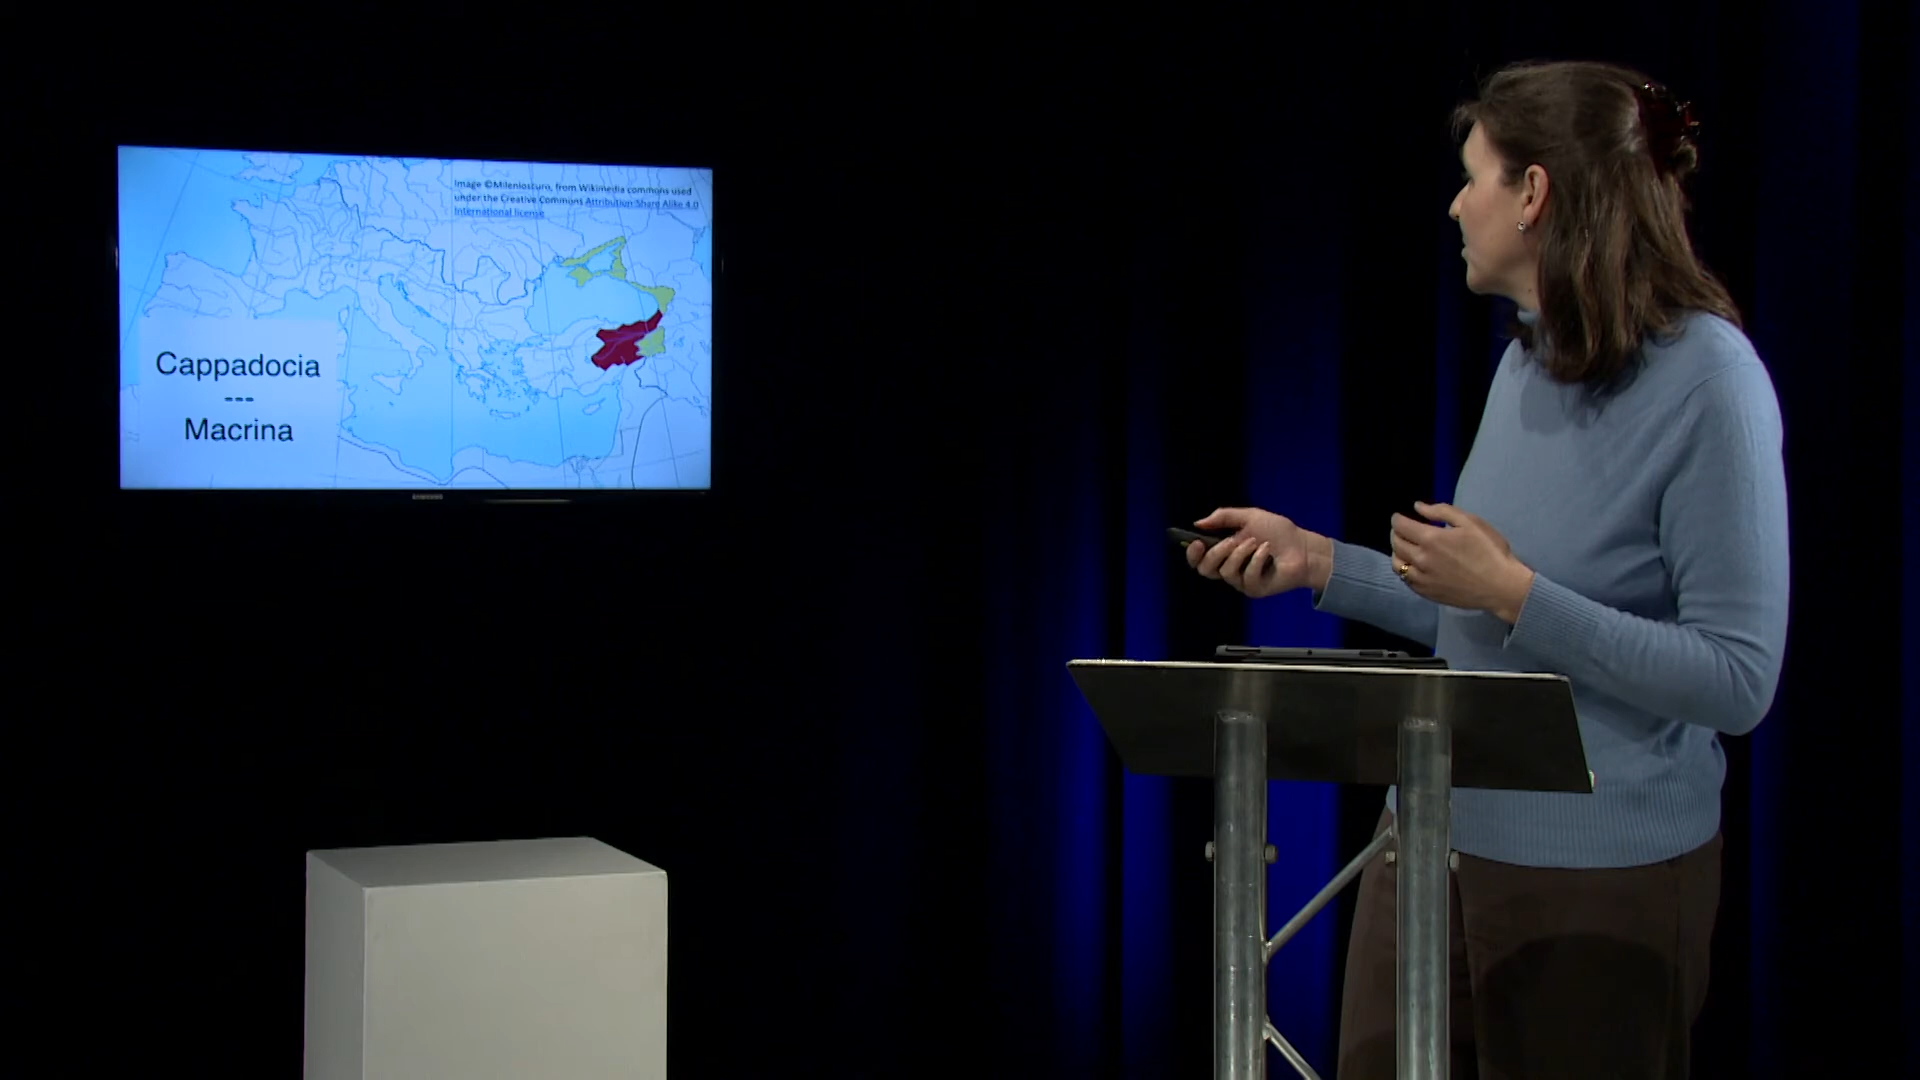 Image ©Milenioscuro, from Wikimedia commons used
under the Creative Commons Attribution-Share Alike 4.0
International license
Cappadocia
---
Macrina